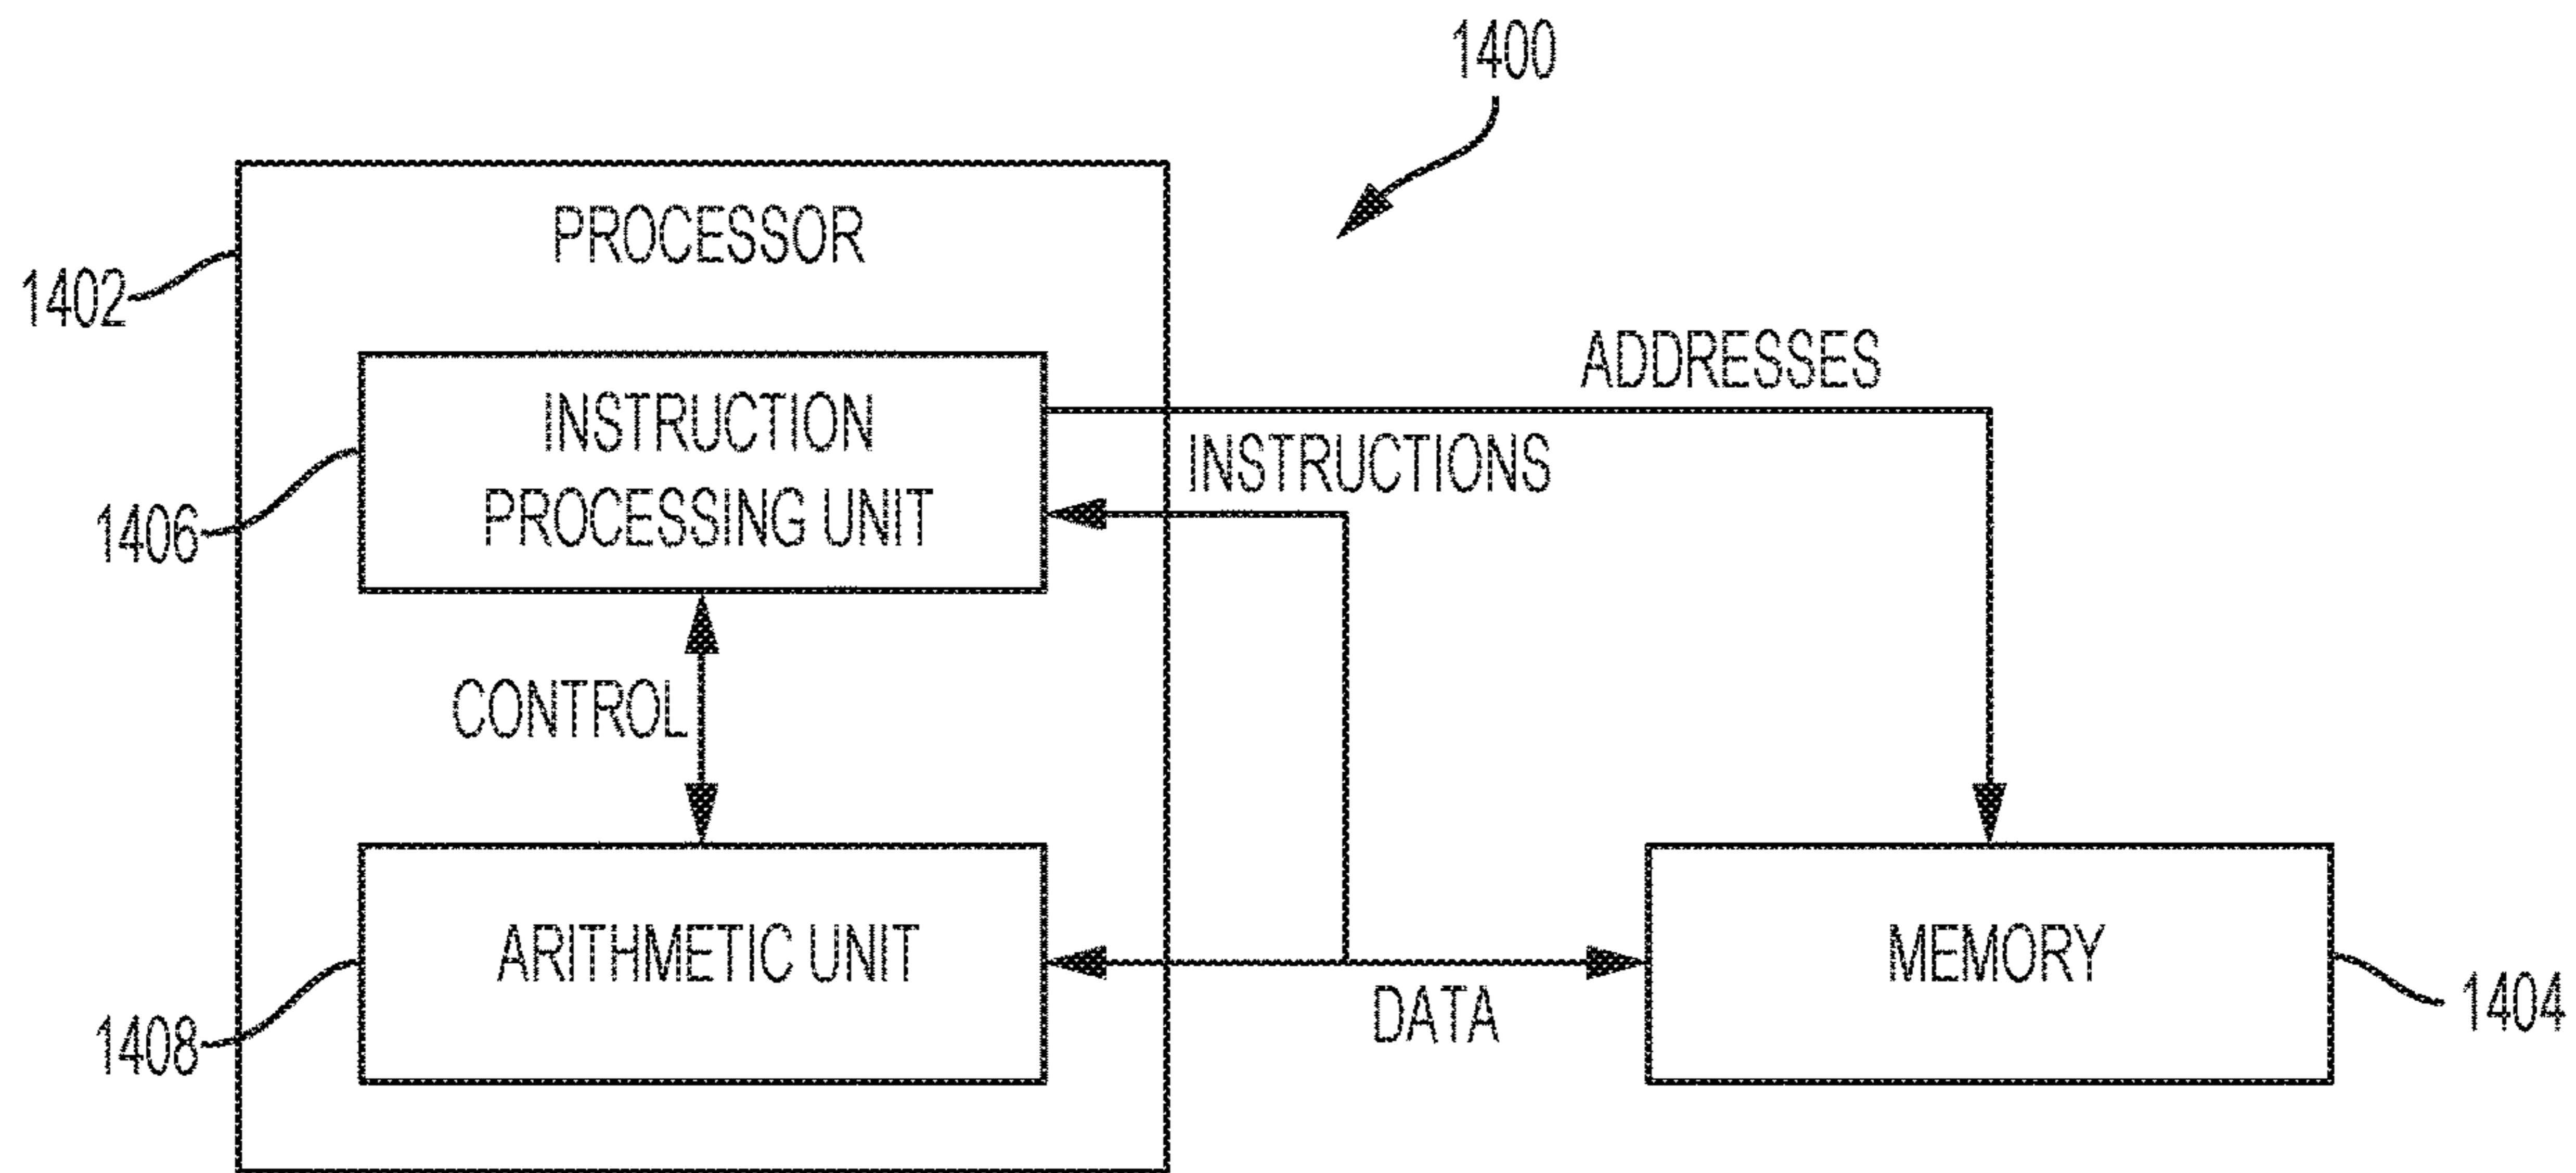 1400
PROCESSOR
1402
ADDRESSES
INSTRUCTION
PROCESSING UNIT
INSTRUCTIONS
1406
CONTROL
ARITHMETIC UNIT
MEMORY
DATA
1408
1404